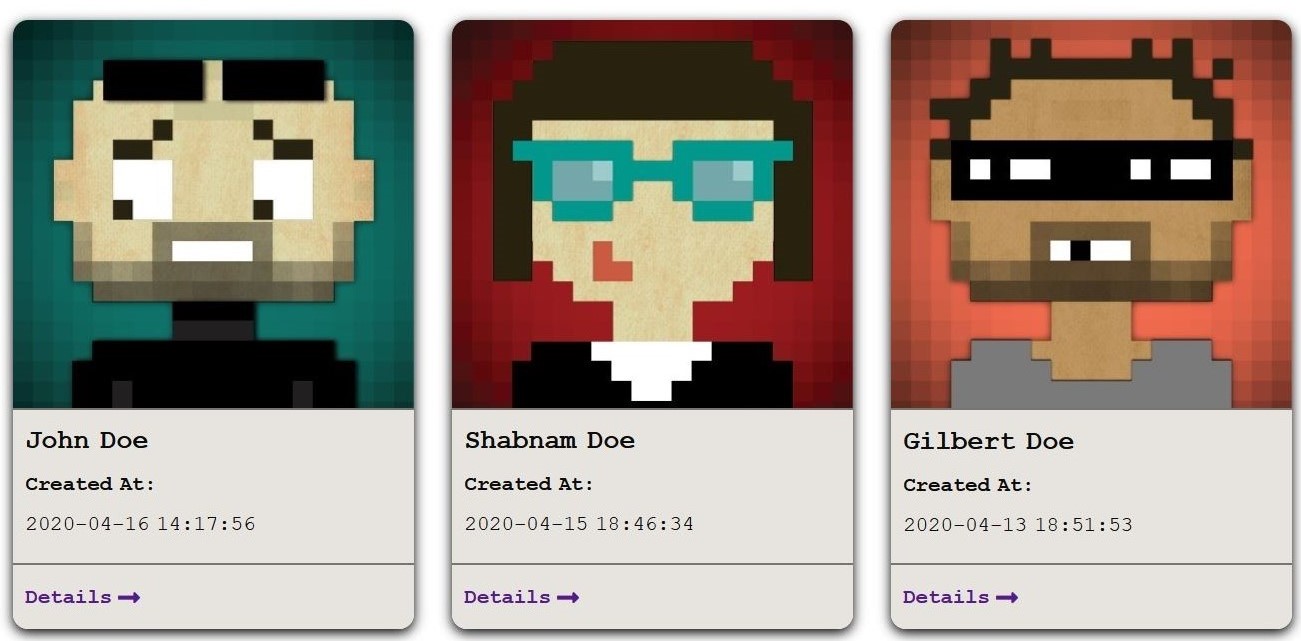 John Doe
Created At:
2020-04-16 14:17:56
Details
Shabnam Doe
Created At:
2020-04-15 18:46:34
Details
Gilbert Doe
Created At:
2020-04-13 18:51:53
Details